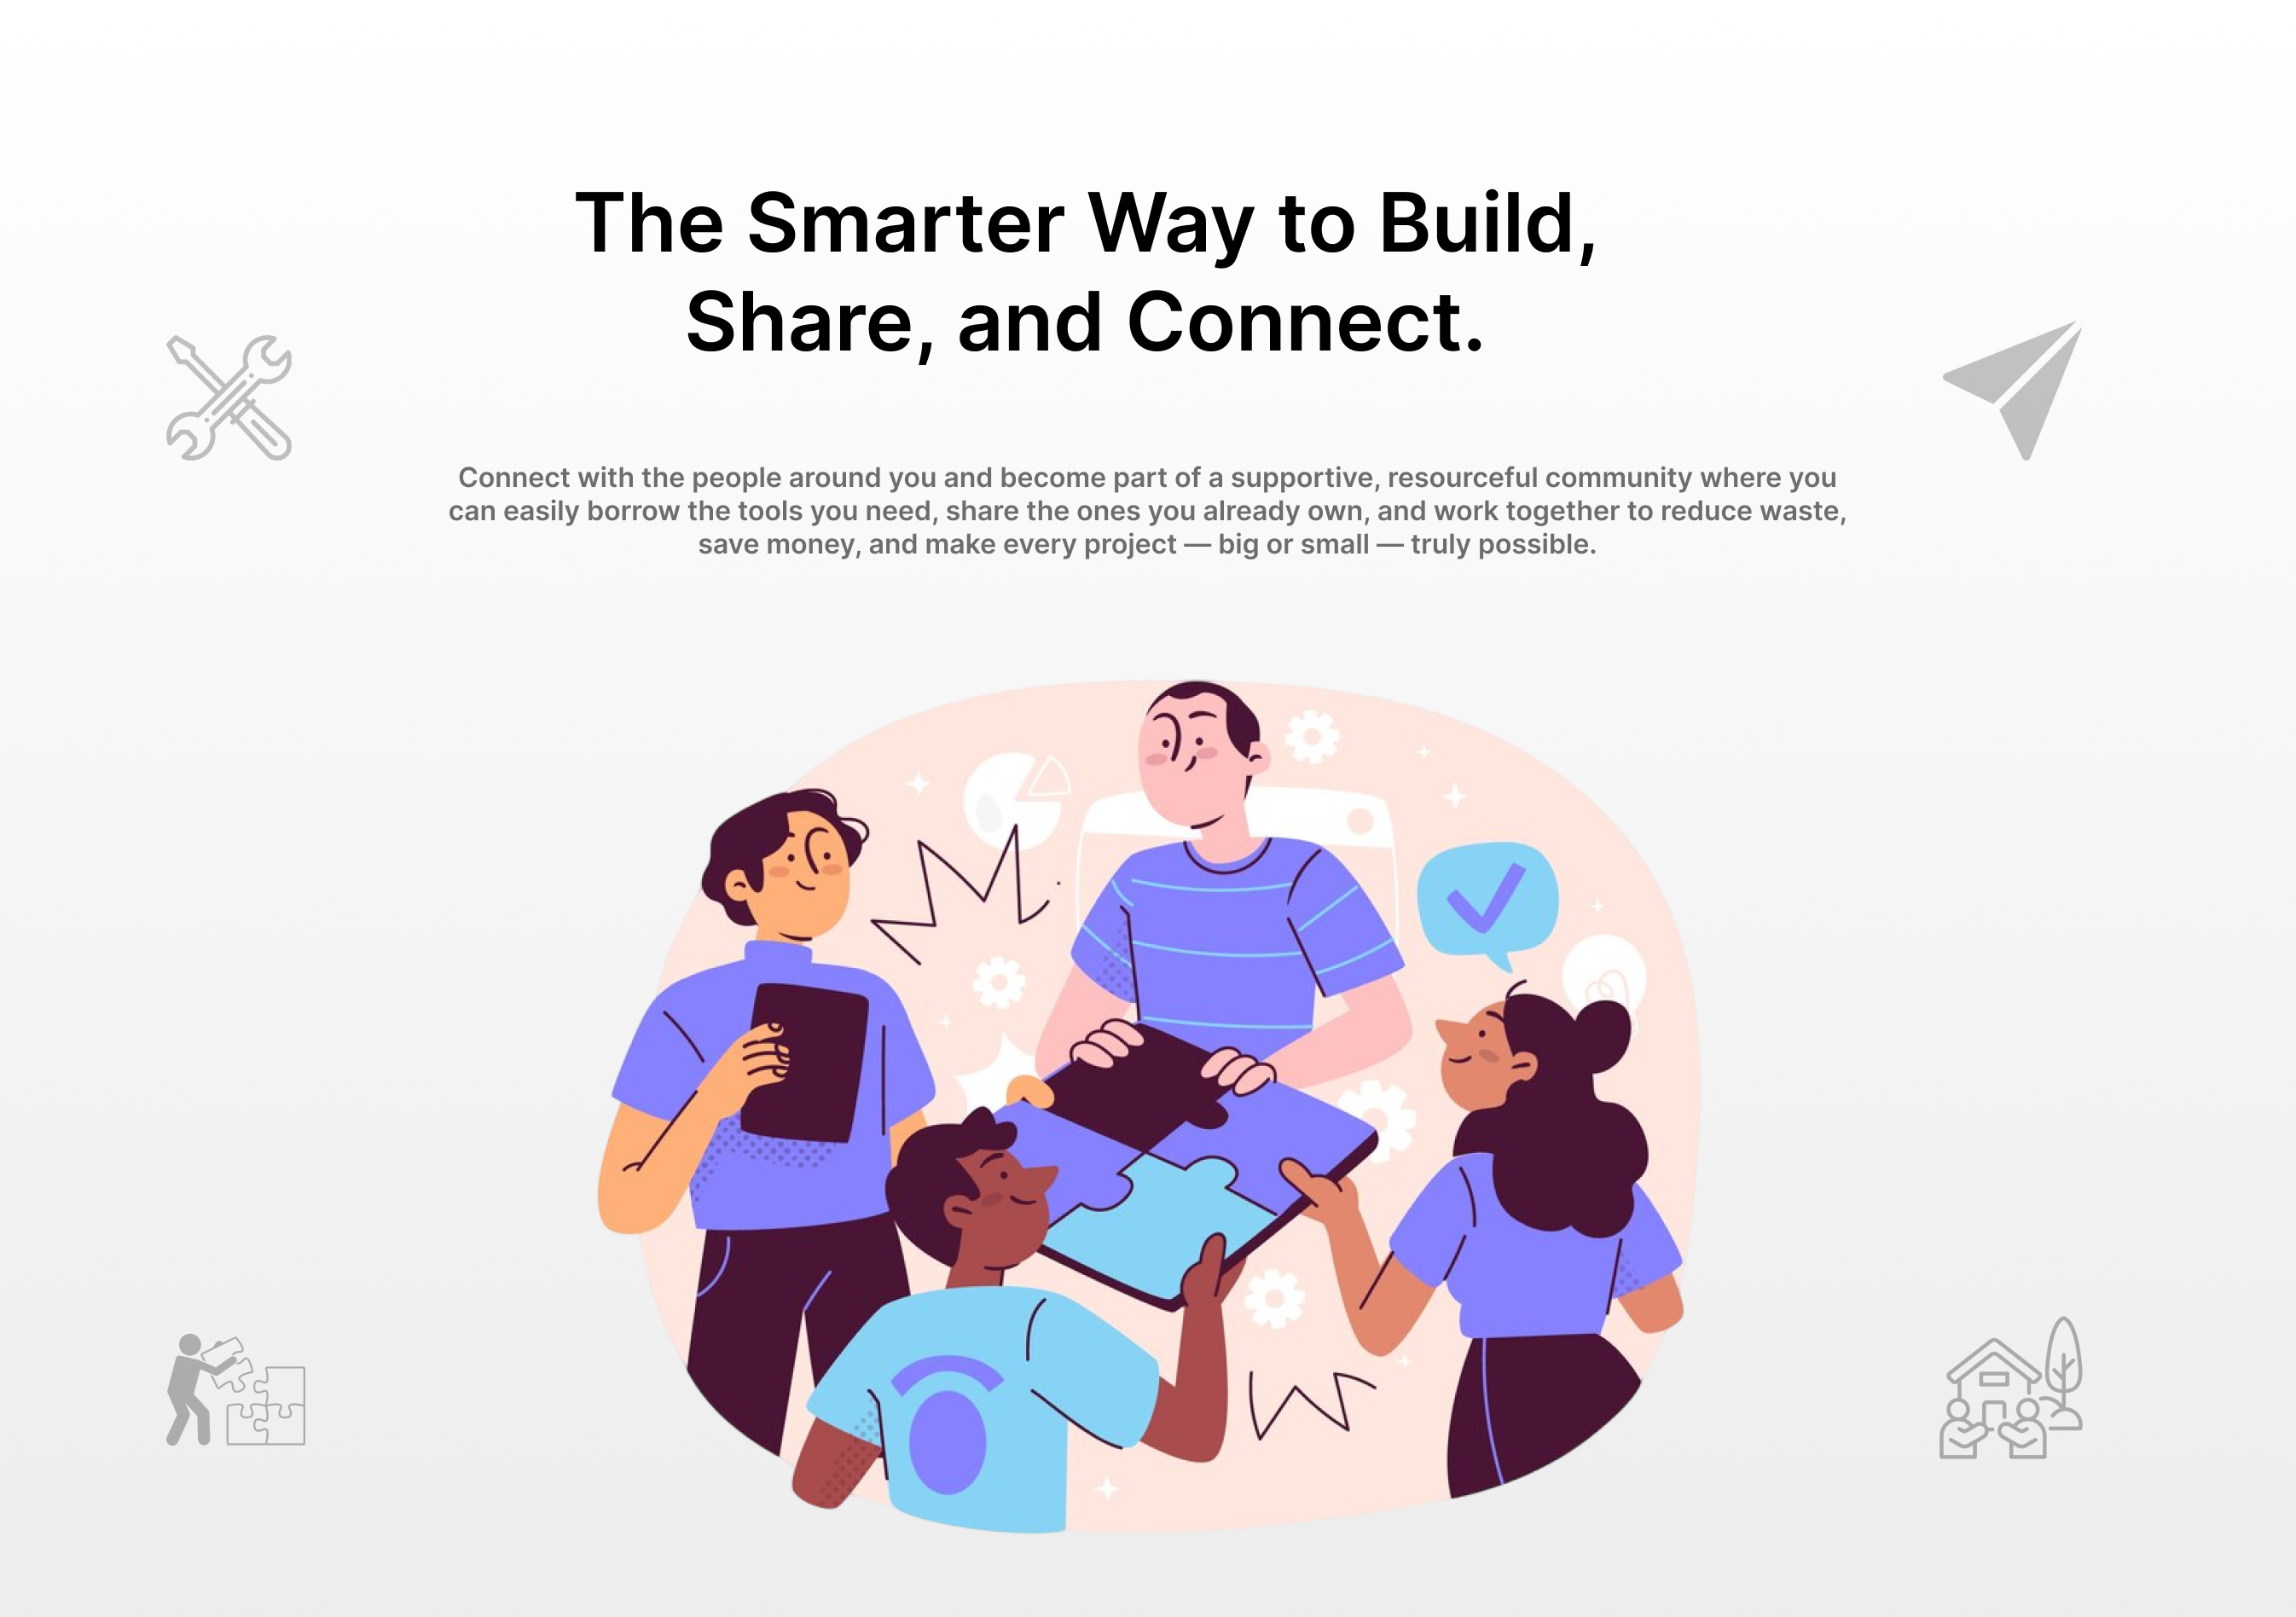 The Smarter Way to Build,
Share, and Connect.
Connect with the people around you and become part of a supportive, resourceful community where you
can easily borrow the tools you need, share the ones you already own, and work together to reduce waste,
save money, and make every project — big or small — truly possible.